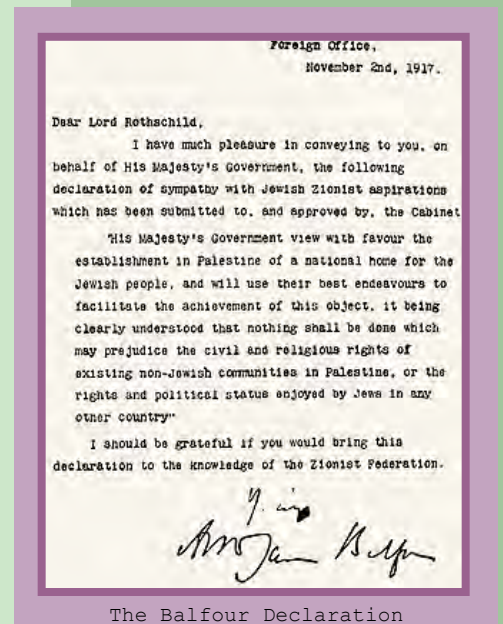 Foreign Office,
November 2nd, 1917.
Dear Lord Rothschild,
I have much pleasure in conveying to you, on
behalf of His Majesty's Government, the following
declaration of sympathy with Jewish Zionist aspirations
which has been submitted to, and approved by, the Cabinet
"His Majesty's Government view with favour the
establishment in Palestine of a national home for the
Jewish people, and will use their best endeavours to
facilitate the achievement of this object, it being
clearly understood that nothing shall be done which
may prejudice the civil and religious rights of
existing non-Jewish communities in Palestine, or the
rights and political status enjoyed by Jews in any
other country"
I should be grateful if you would bring this
declaration to the knowledge of the Zionist Federation.
The Balfour Declaration